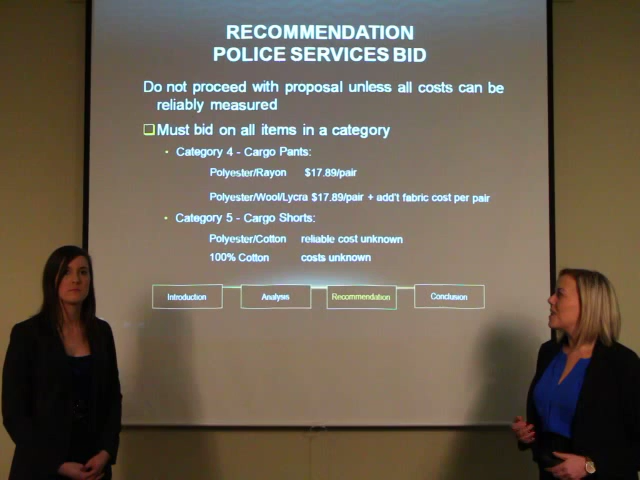 RECOMMENDATION
POLICE SERVICES BID
Do not proceed with proposal unless all costs can be
reliably measured
Must bid on all items in a category
• Category 4 - Cargo Pants:
Polyester/Rayon $17.89/pair
Polyester/Wool/Lycra $17.89/pair + add't fabric cost per pair
• Category 5 - Cargo Shorts:
Polyester/Cotton reliable cost unknown
100% Cotton costs unknown
Introduction Analysis Recommendation Conclusion